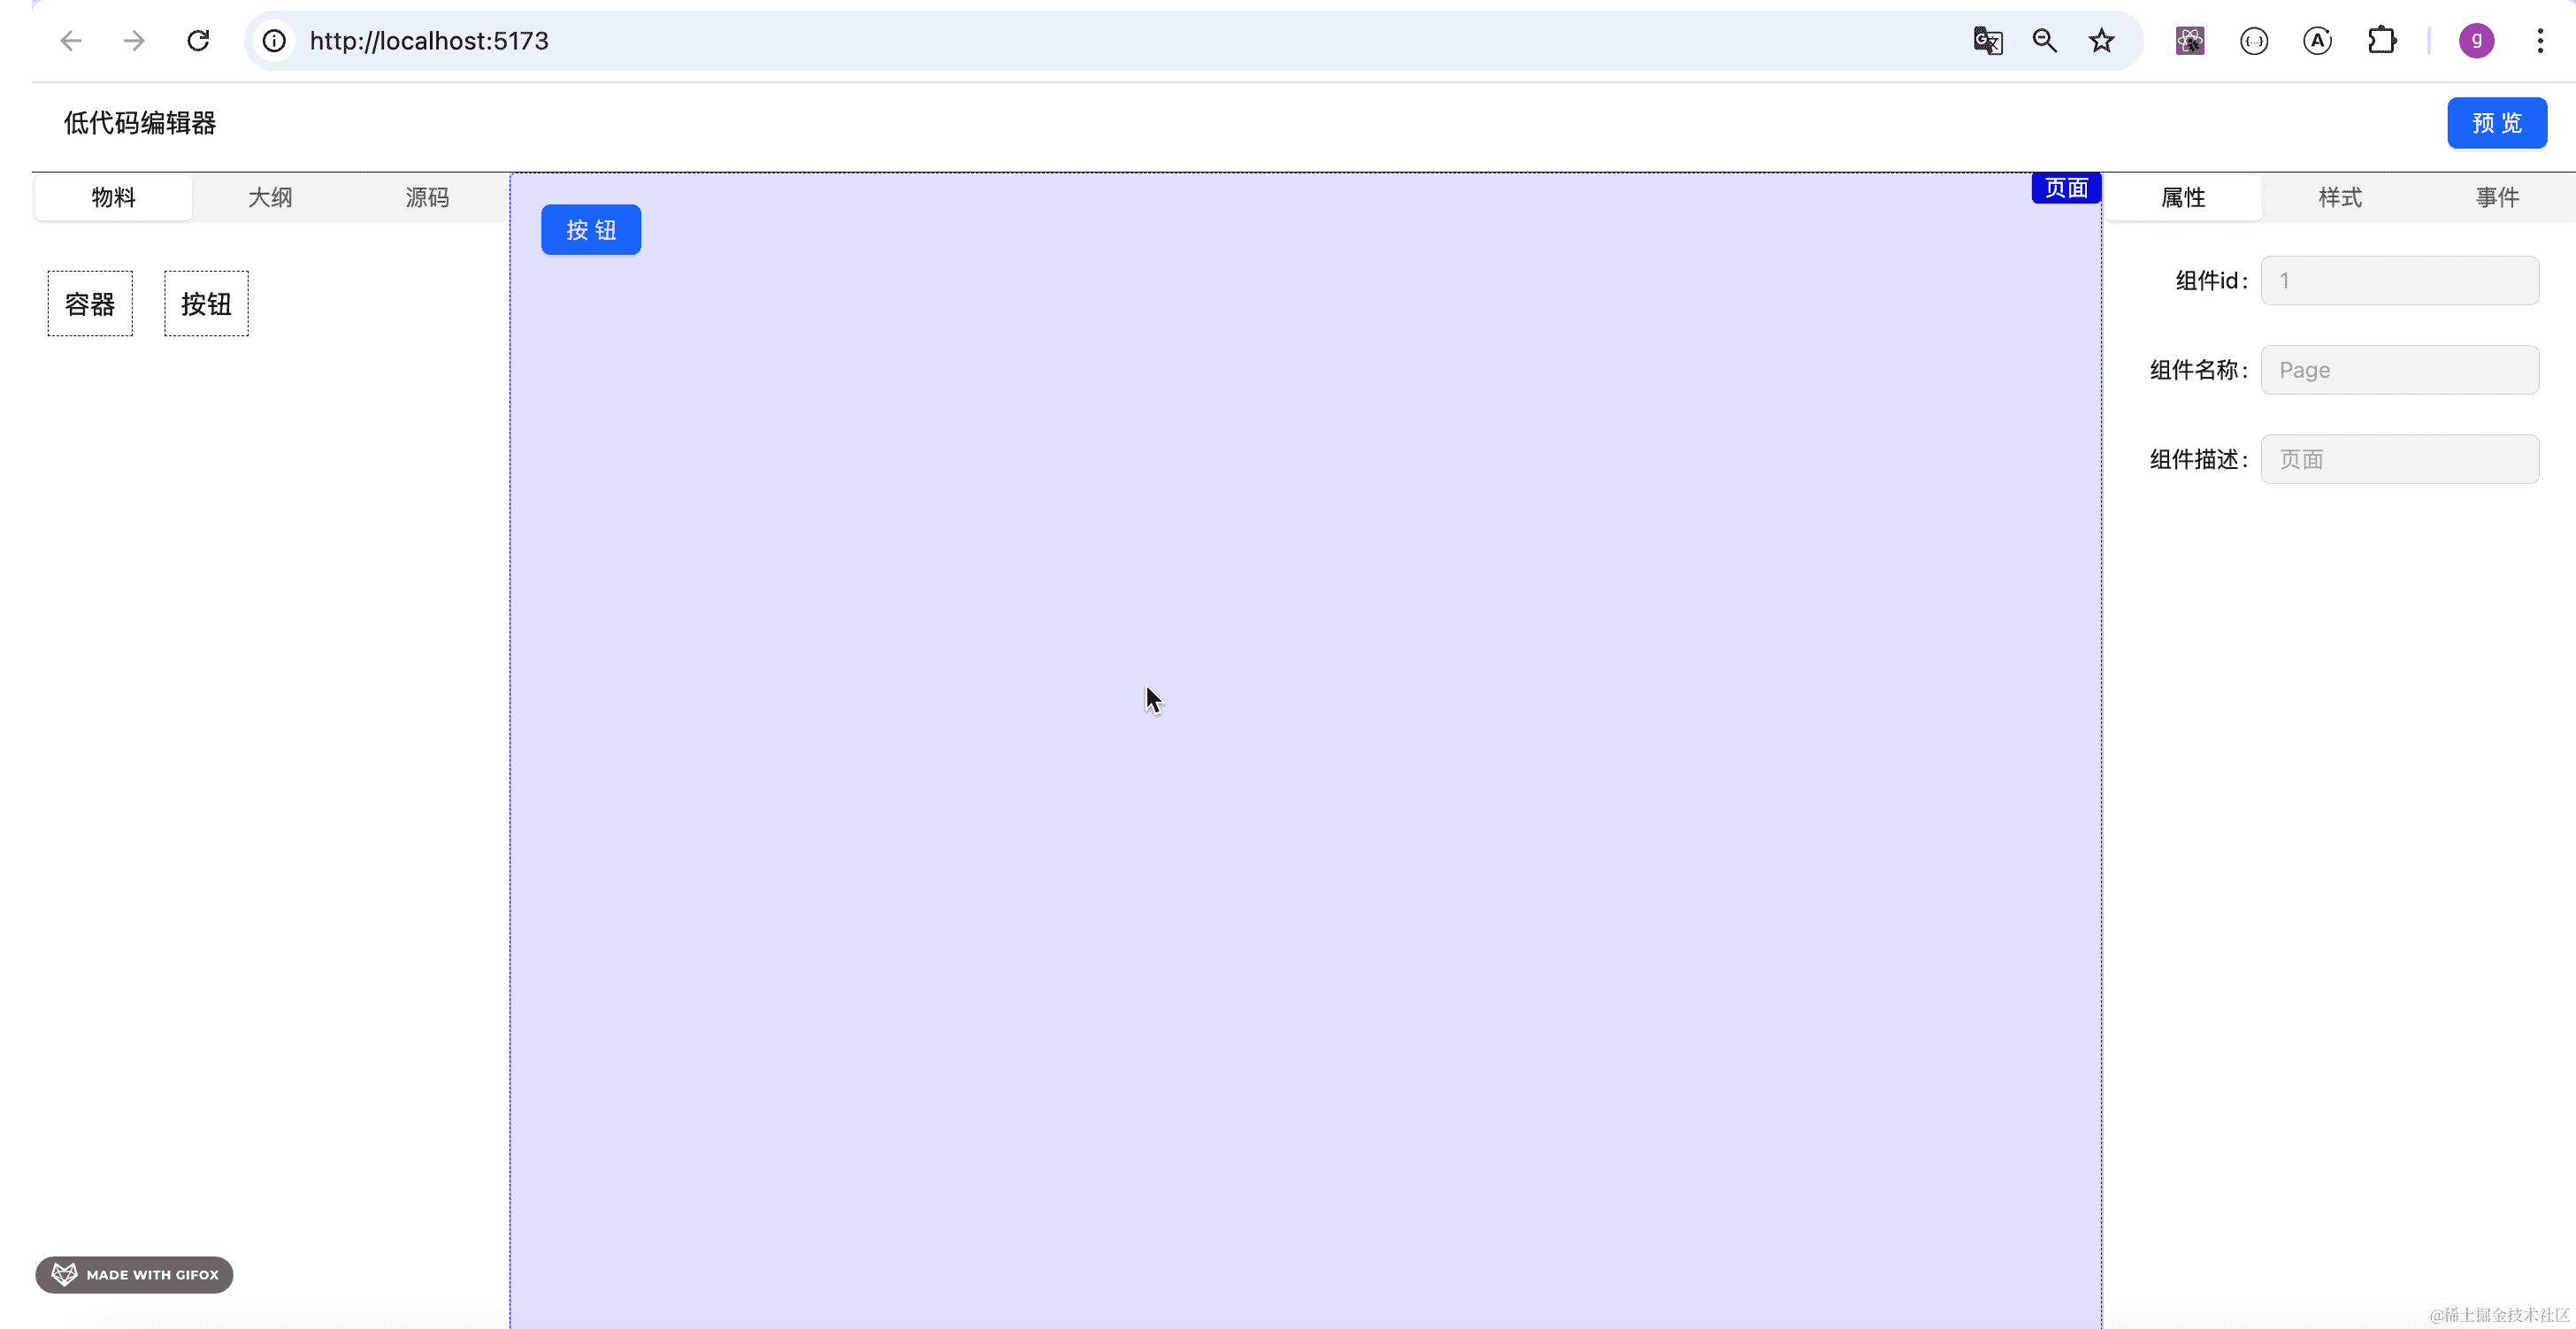 http://localhost:5173
g
低代码编辑器
预 览
物料 大纲 源码
页面
属性 样式 事件
按 钮
容器 按钮
组件id: 1
组件名称: Page
组件描述: 页面
MADE WITH GIFOX
@稀土掘金技术社区